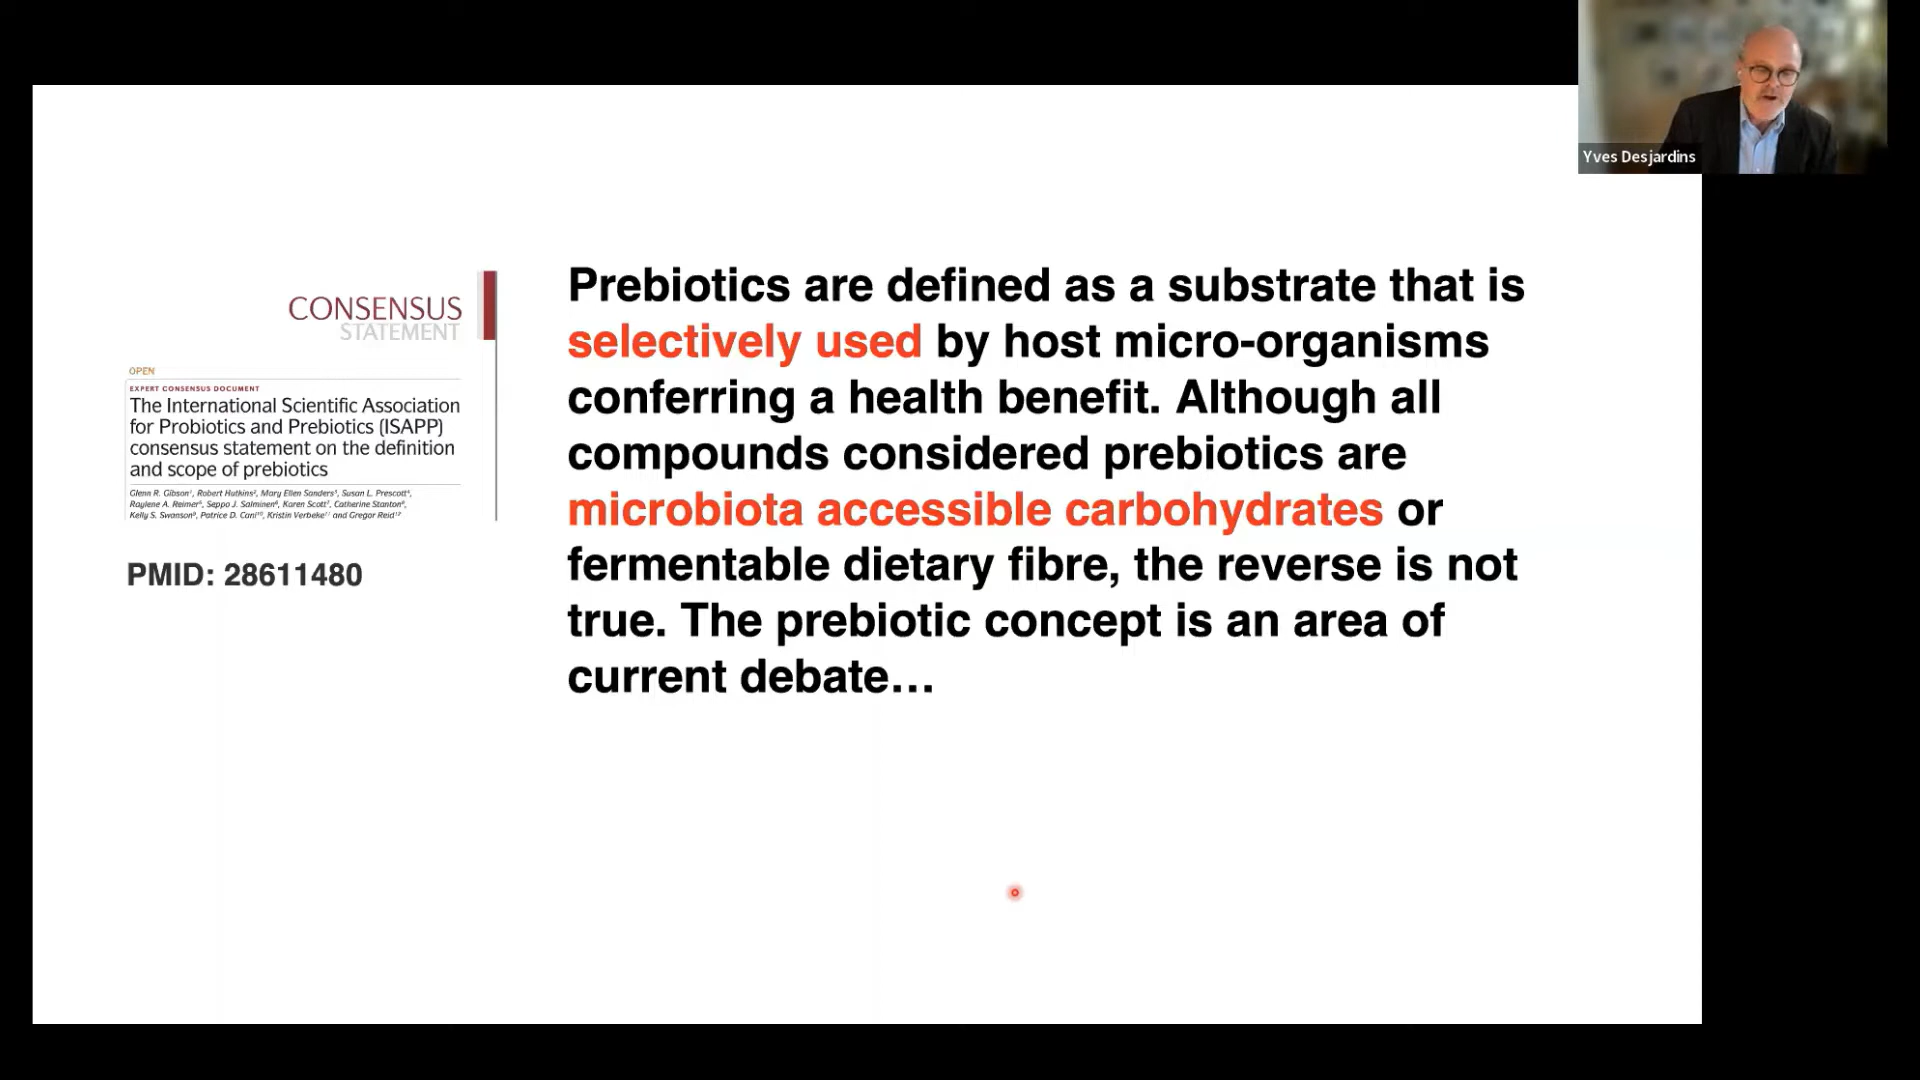 Yves Desjardins
CONSENSUS
STATEMENT
OPEN
EXPERT CONSENSUS DOCUMENT
The International Scientific Association
for Probiotics and Prebiotics (ISAPP)
consensus statement on the definition
and scope of prebiotics
Glenn R. Gibson¹, Robert Hutkins², Mary Ellen Sanders³, Susan L. Prescott⁴,
Raylene A. Reimer⁵, Seppo J. Salminen⁶, Karen Scott⁷, Catherine Stanton⁸,
Kelly S. Swanson⁹, Patrice D. Cani¹⁰, Kristin Verbeke¹¹ and Gregor Reid¹²
PMID: 28611480
Prebiotics are defined as a substrate that is
selectively used by host micro-organisms
conferring a health benefit. Although all
compounds considered prebiotics are
microbiota accessible carbohydrates or
fermentable dietary fibre, the reverse is not
true. The prebiotic concept is an area of
current debate…